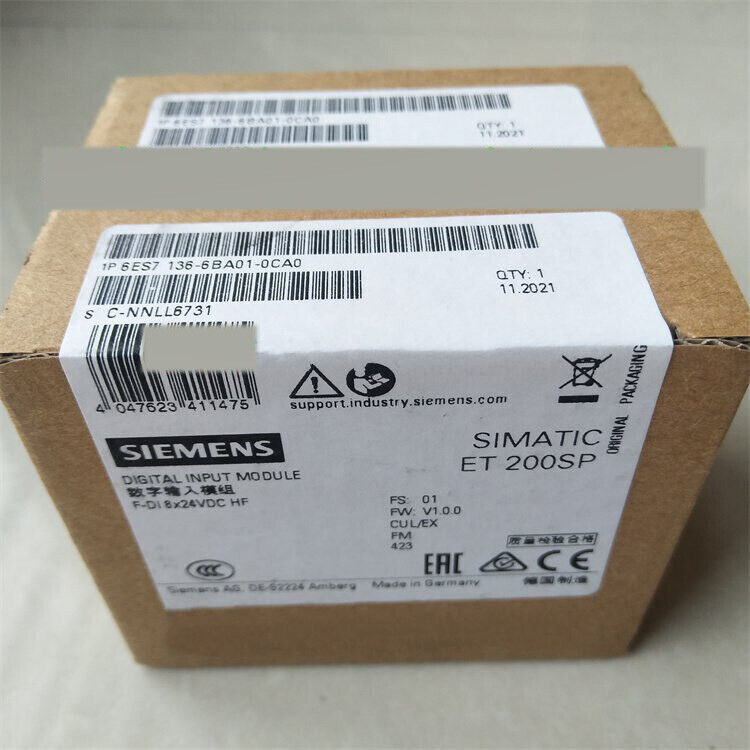 1P 6ES7 136-6BA01-0CA0
QTY: 1
11.2021
1P 6ES7 136-6BA01-0CA0
QTY: 1
11.2021
S C-NNLL6731
4 047623 411475
support.industry.siemens.com
ORIGINAL PACKAGING
SIEMENS
SIMATIC
ET 200SP
DIGITAL INPUT MODULE
数字输入模组
F-DI 8x24VDC HF
FS: 01
FW: V1.0.0
CUL/EX
FM
423
质量检验合格
CCC
EAC
CE
Siemens AG, DE-92224 Amberg Made in Germany
德国制造